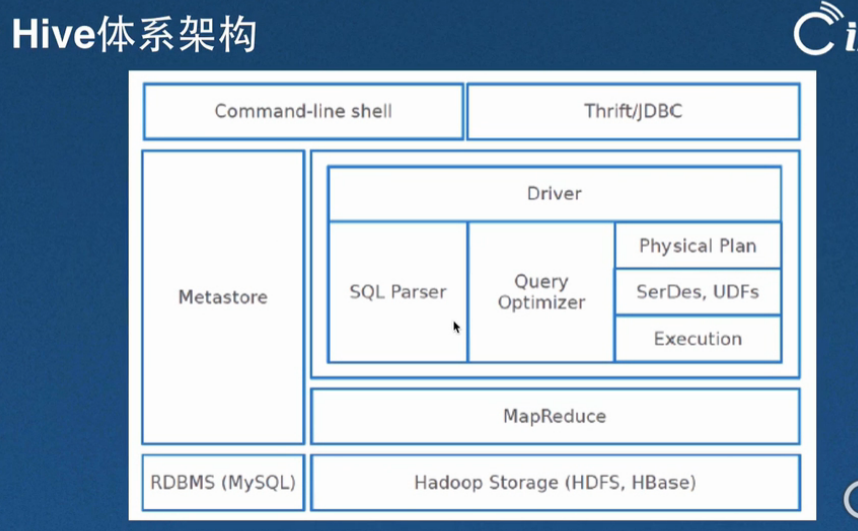 Hive体系架构
Command-line shell
Thrift/JDBC
Metastore
Driver
SQL Parser
Query
Optimizer
Physical Plan
SerDes, UDFs
Execution
MapReduce
RDBMS (MySQL)
Hadoop Storage (HDFS, HBase)